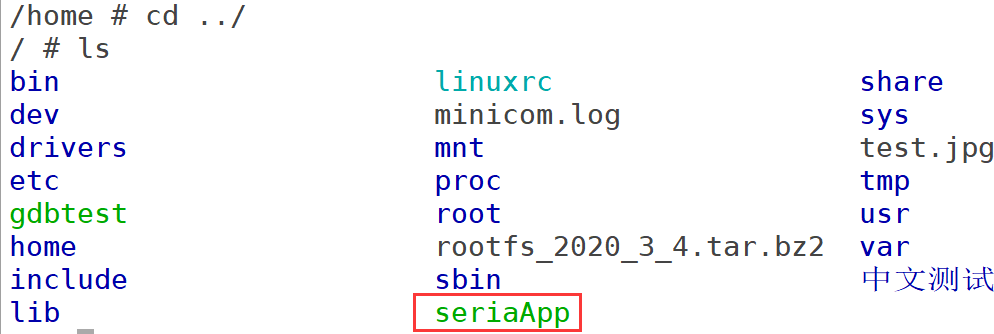 /home # cd ../
/ # ls
bin linuxrc share
dev minicom.log sys
drivers mnt test.jpg
etc proc tmp
gdbtest root usr
home rootfs_2020_3_4.tar.bz2 var
include sbin 中文测试
lib seriaApp